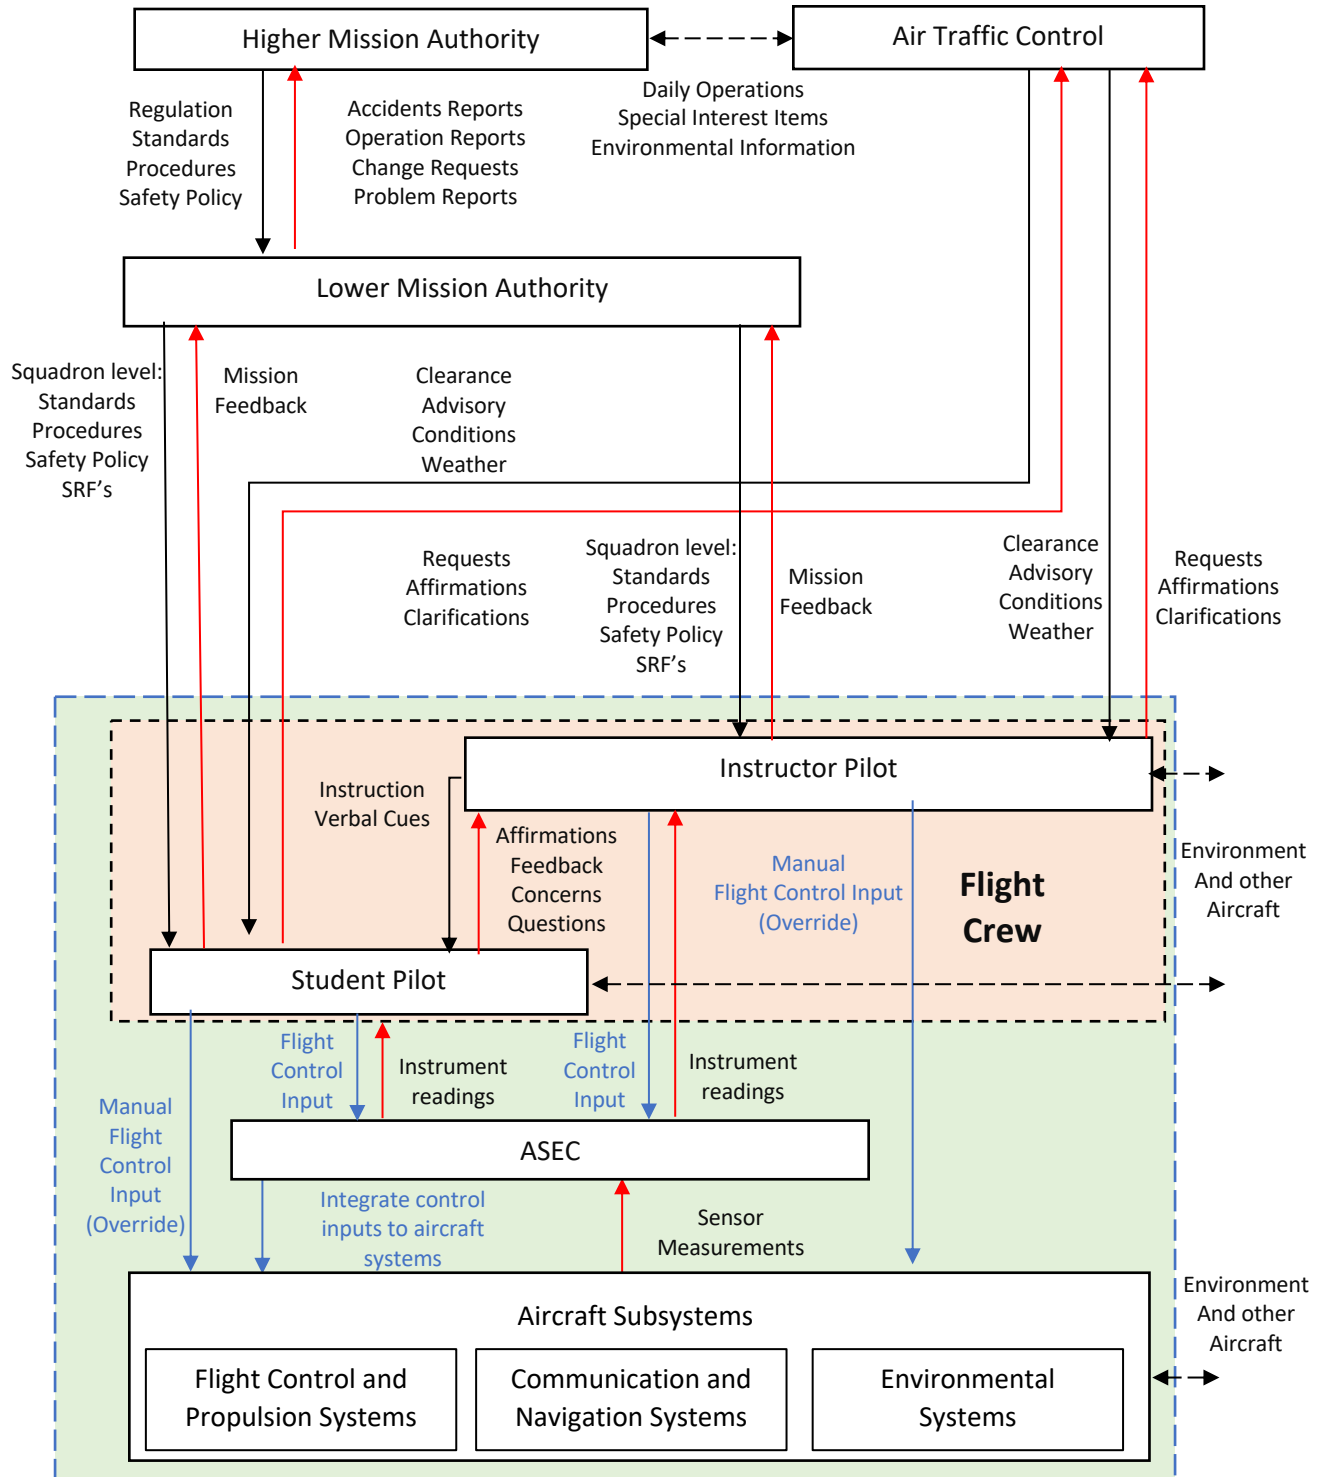 Higher Mission Authority
Air Traffic Control
Regulation
Standards
Procedures
Safety Policy
Accidents Reports
Operation Reports
Change Requests
Problem Reports
Daily Operations
Special Interest Items
Environmental Information
Lower Mission Authority
Squadron level:
Standards
Procedures
Safety Policy
SRF's
Mission
Feedback
Clearance
Advisory
Conditions
Weather
Requests
Affirmations
Clarifications
Squadron level:
Standards
Procedures
Safety Policy
SRF's
Mission
Feedback
Clearance
Advisory
Conditions
Weather
Requests
Affirmations
Clarifications
Instructor Pilot
Instruction
Verbal Cues
Affirmations
Feedback
Concerns
Questions
Manual
Flight Control Input
(Override)
Flight
Crew
Environment
And other
Aircraft
Student Pilot
Flight
Control
Input
Instrument
readings
Flight
Control
Input
Instrument
readings
Manual
Flight
Control
Input
(Override)
ASEC
Integrate control
inputs to aircraft
systems
Sensor
Measurements
Aircraft Subsystems
Environment
And other
Aircraft
Flight Control and
Propulsion Systems
Communication and
Navigation Systems
Environmental
Systems